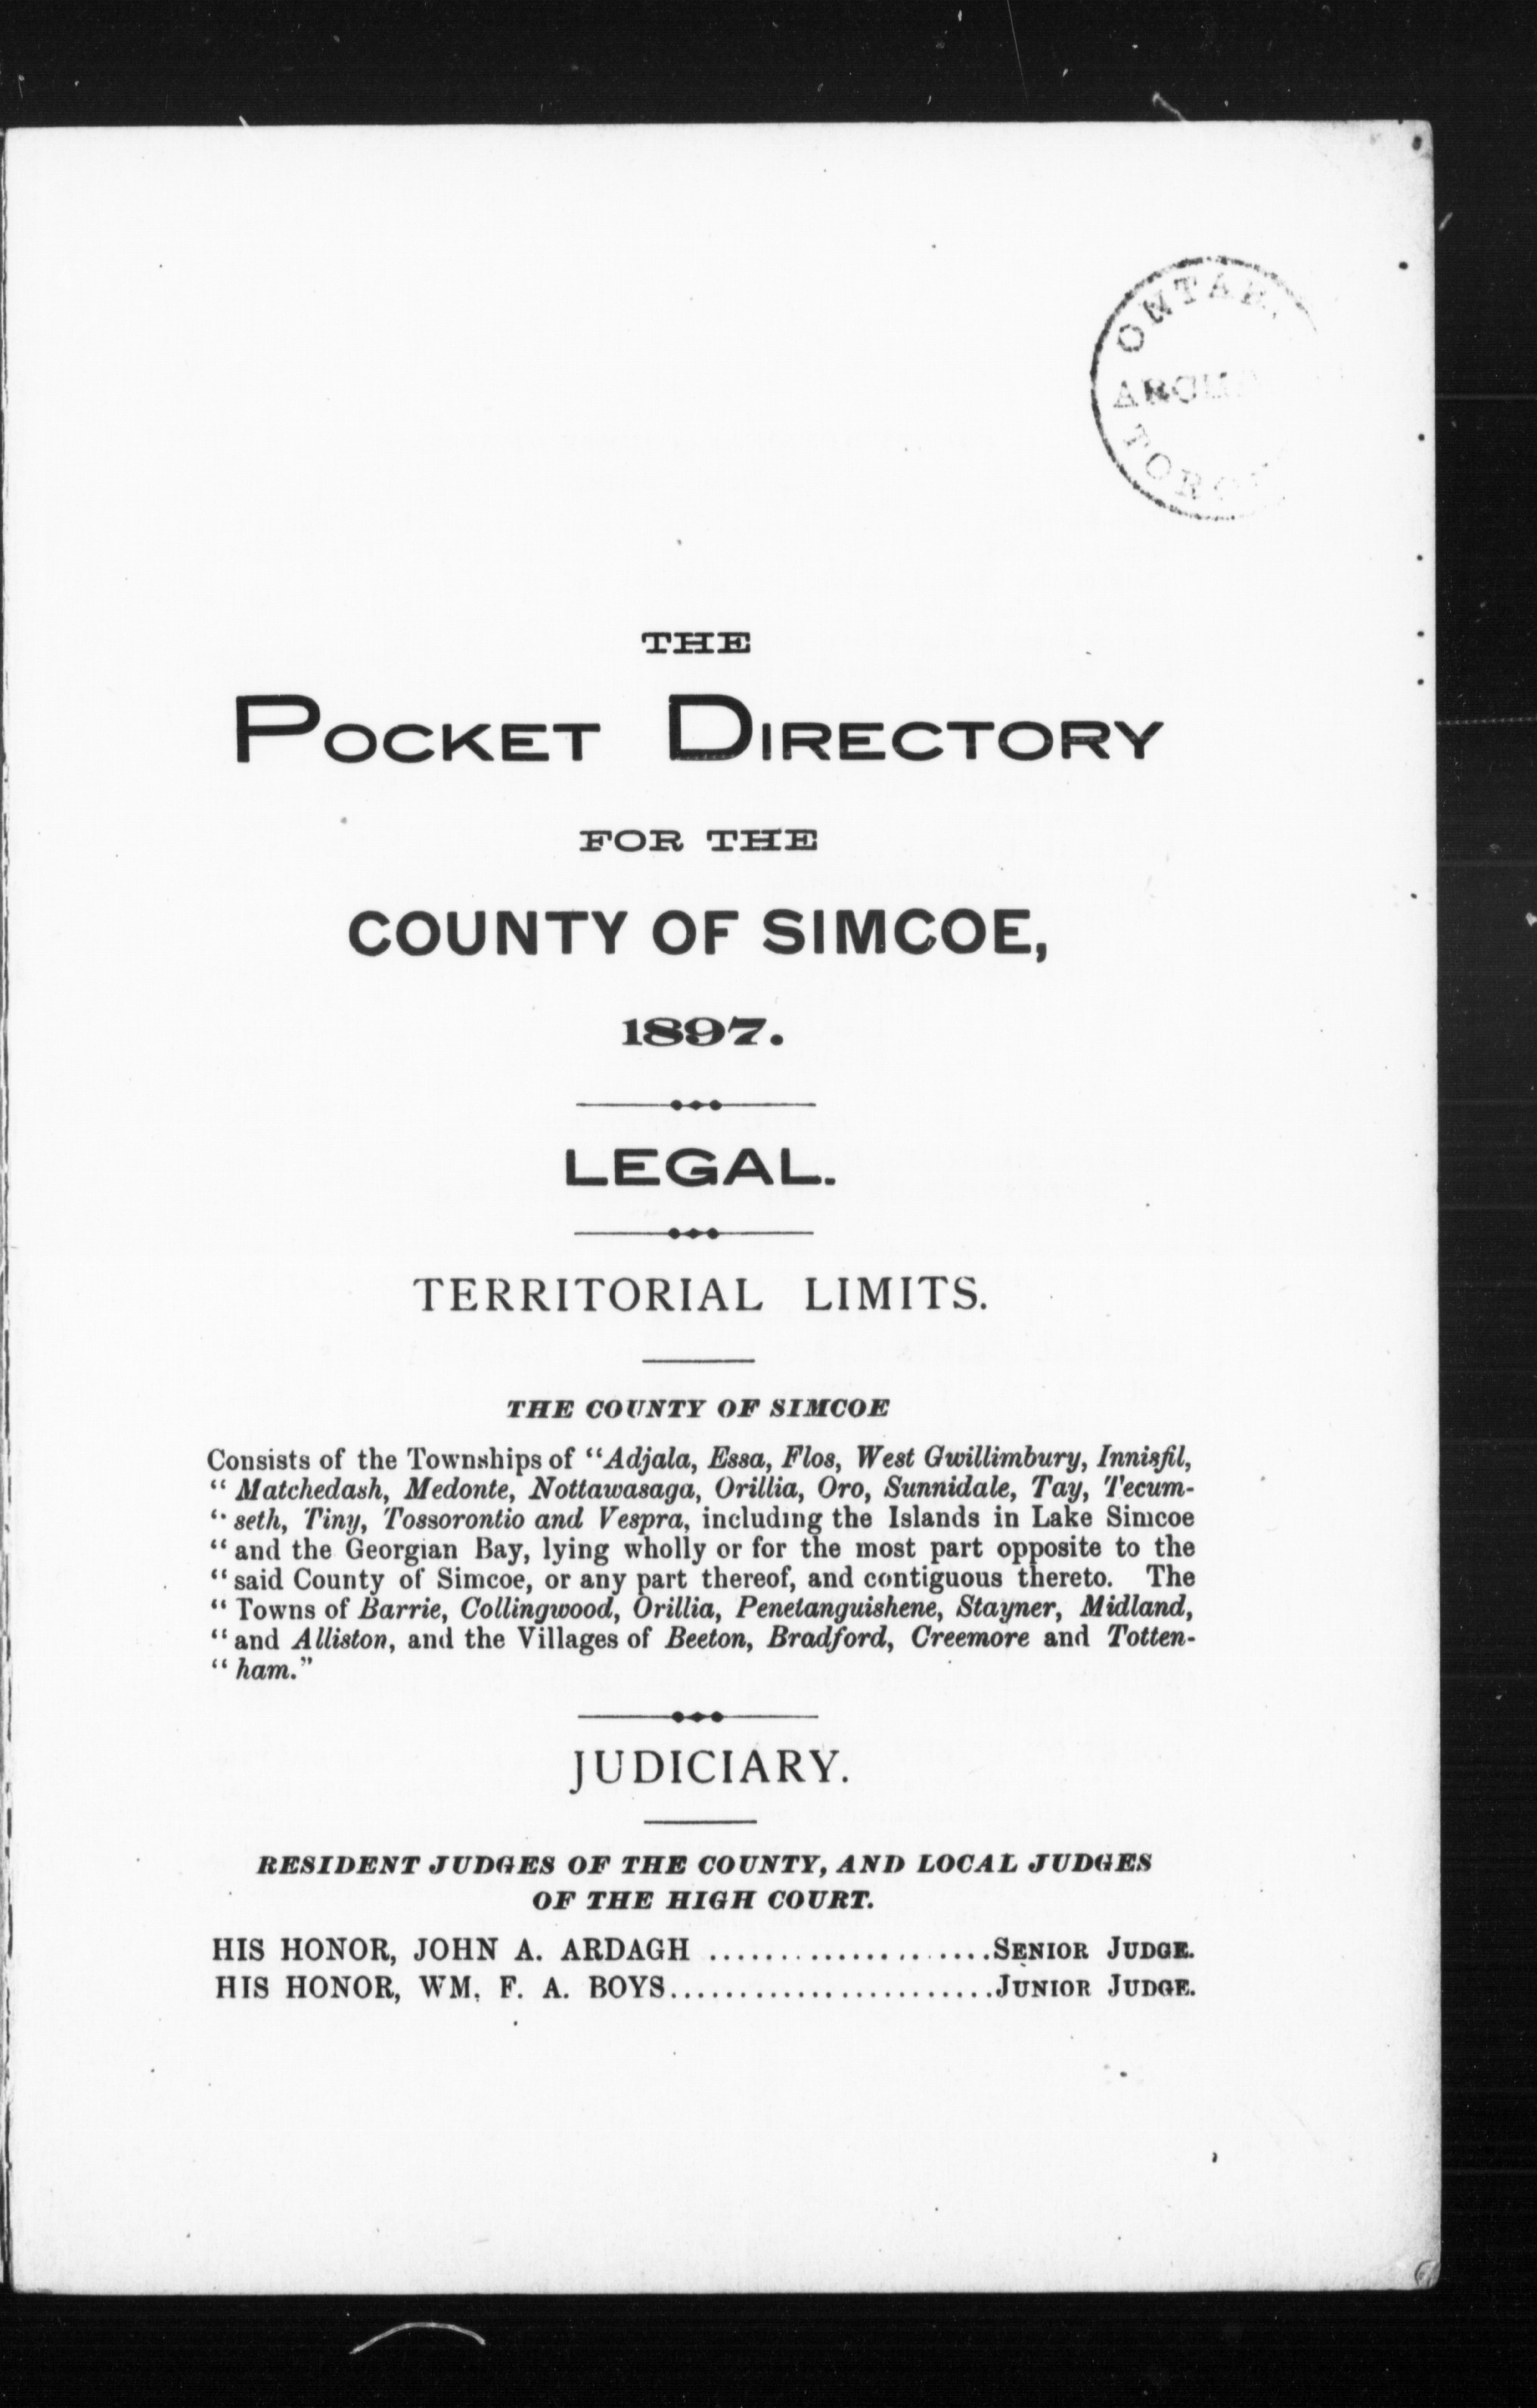 ONTAR
ARCH
TORO
THE
POCKET DIRECTORY
FOR THE
COUNTY OF SIMCOE,
1897.
LEGAL.
TERRITORIAL LIMITS.
THE COUNTY OF SIMCOE
Consists of the Townships of "Adjala, Essa, Flos, West Gwillimbury, Innisfil,
" Matchedash, Medonte, Nottawasaga, Orillia, Oro, Sunnidale, Tay, Tecum-
" seth, Tiny, Tossorontio and Vespra, including the Islands in Lake Simcoe
" and the Georgian Bay, lying wholly or for the most part opposite to the
" said County of Simcoe, or any part thereof, and contiguous thereto. The
" Towns of Barrie, Collingwood, Orillia, Penetanguishene, Stayner, Midland,
" and Alliston, and the Villages of Beeton, Bradford, Creemore and Totten-
" ham."
JUDICIARY.
RESIDENT JUDGES OF THE COUNTY, AND LOCAL JUDGES
OF THE HIGH COURT.
HIS HONOR, JOHN A. ARDAGH ....................SENIOR JUDGE.
HIS HONOR, WM. F. A. BOYS.......................JUNIOR JUDGE.